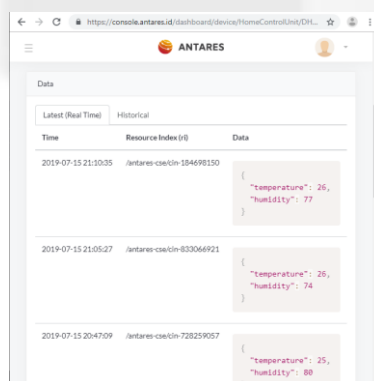 https://console.antares.id/dashboard/device/HomeControlUnit/DH...
ANTARES
Data
Latest (Real Time) Historical
Time Resource Index (ri) Data
2019-07-15 21:10:35 /antares-cse/cin-184698150
{
"temperature": 26,
"humidity": 77
}
2019-07-15 21:05:27 /antares-cse/cin-833066921
{
"temperature": 26,
"humidity": 74
}
2019-07-15 20:47:09 /antares-cse/cin-728259057
{
"temperature": 25,
"humidity": 80